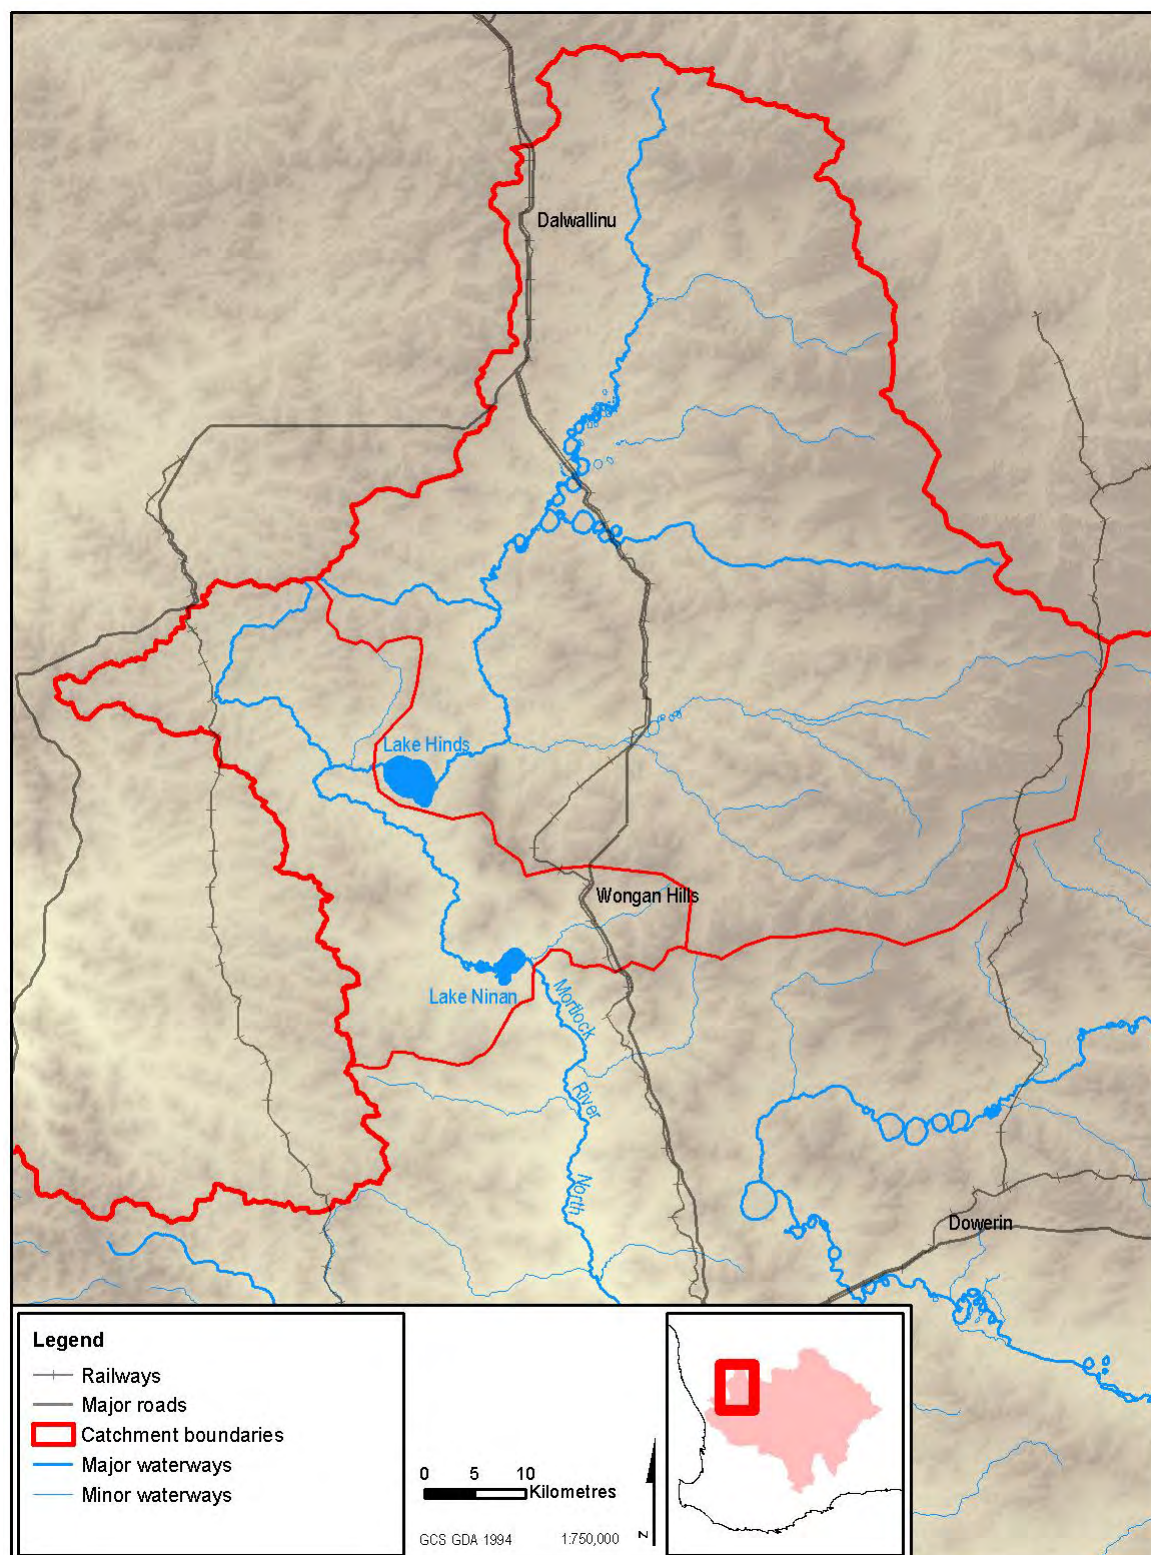 Dalwallinu
Lake Hinds
Wongan Hills
Lake Ninan
Mortlock
River
North
Dowerin
Legend
Railways
Major roads
Catchment boundaries
Major waterways
Minor waterways
0 5 10
Kilometres
GCS GDA 1994 1:750,000
N